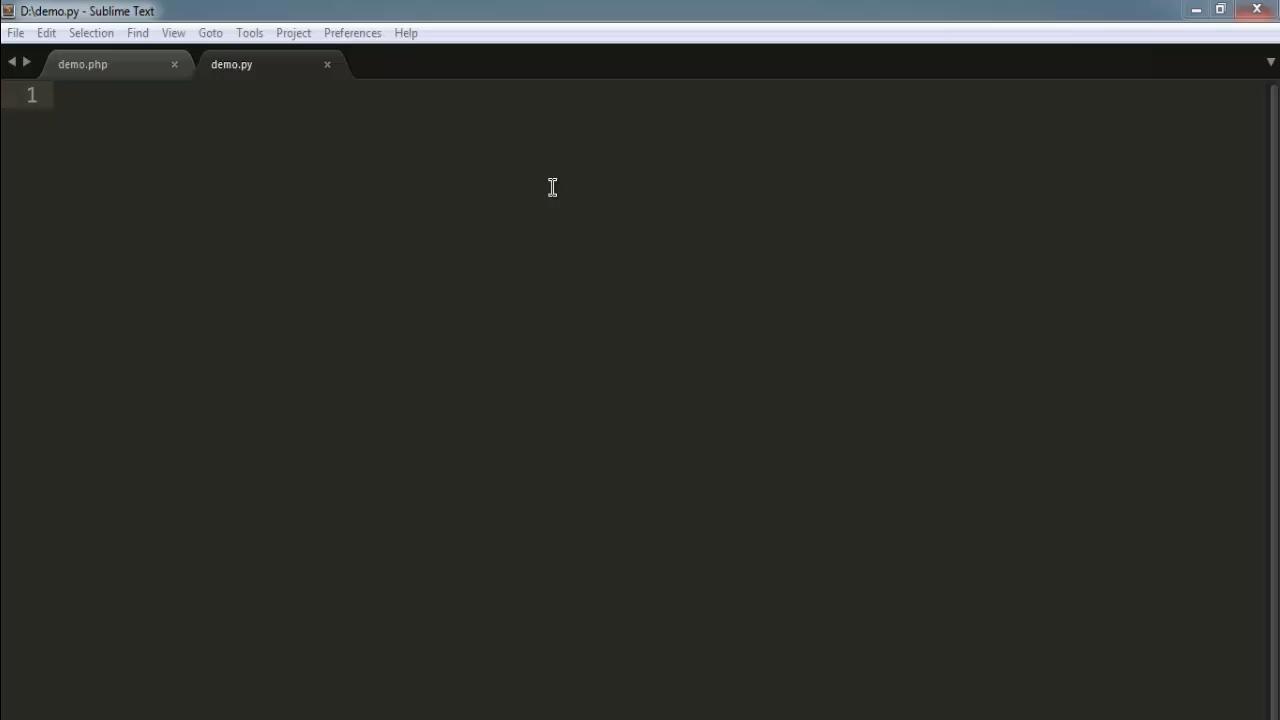 D:\demo.py - Sublime Text
File Edit Selection Find View Goto Tools Project Preferences Help
demo.php demo.py
1